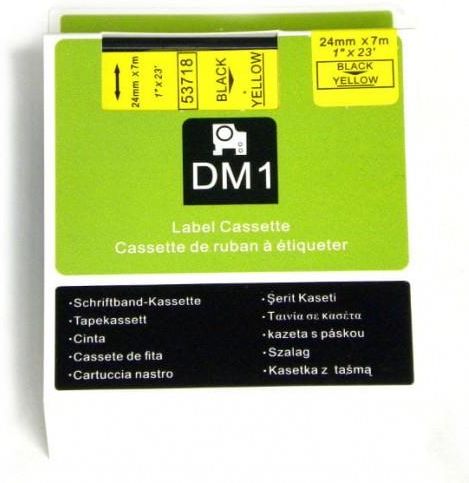 24mm x 7m
1" x 23'
53718
BLACK
YELLOW
24mm x 7m
1" x 23'
BLACK
YELLOW
DM1
Label Cassette
Cassette de ruban à étiqueter
·Schriftband-Kassette
·Tapekassett
·Cinta
·Cassete de fita
·Cartuccia nastro
·Şerit Kaseti
·Ταινία σε κασέτα
·kazeta s páskou
·Szalag
·Kasetka z taśmą